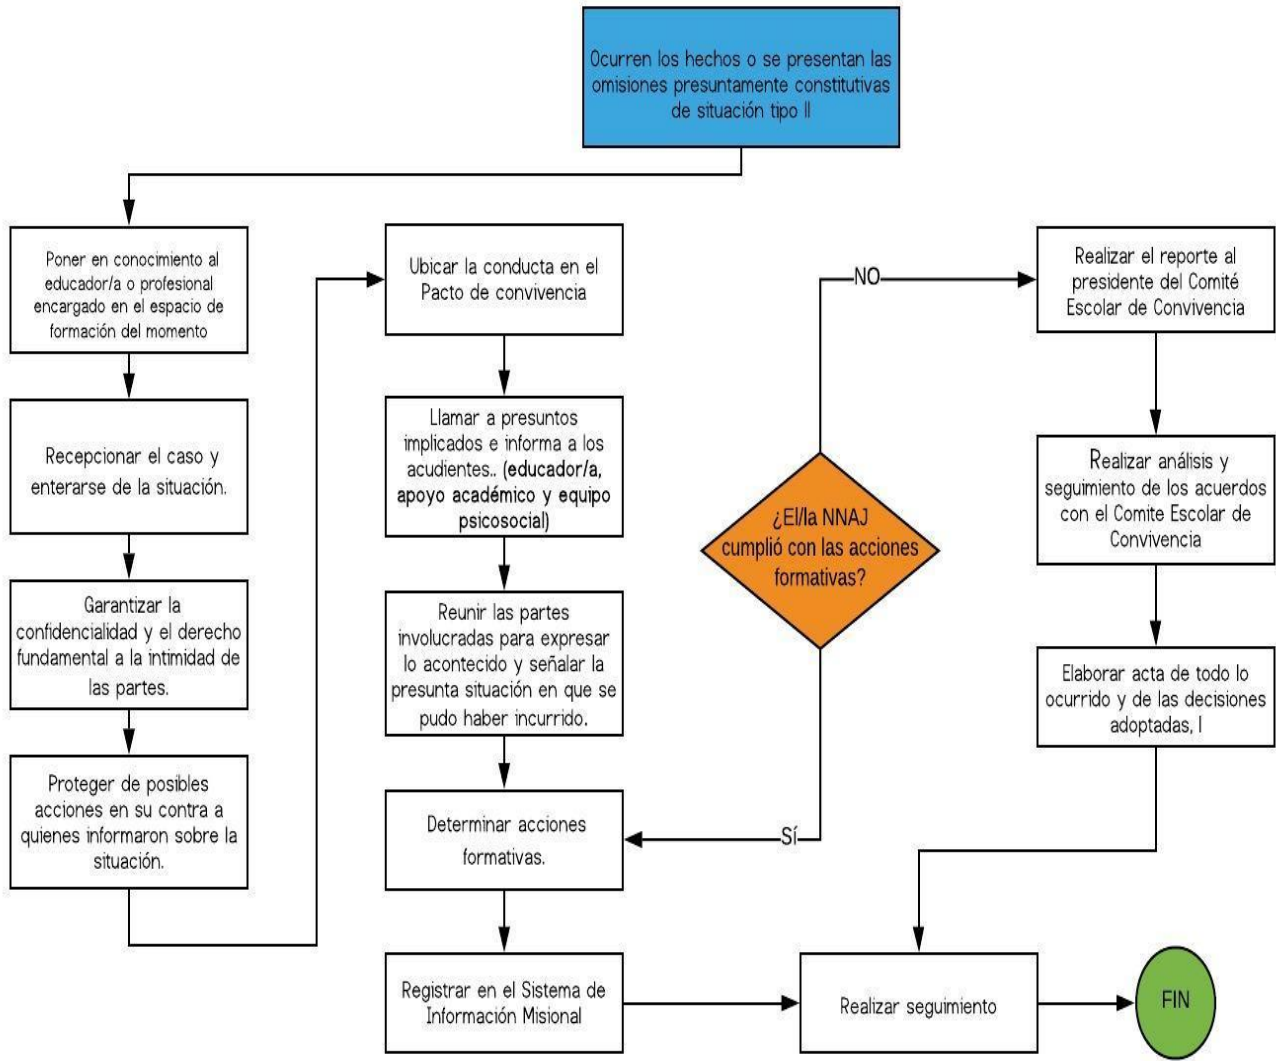 Ocurren los hechos o se presentan las
omisiones presuntamente constitutivas
de situación tipo II
Poner en conocimiento al
educador/a o profesional
encargado en el espacio de
formación del momento
Recepcionar el caso y
enterarse de la situación.
Garantizar la
confidencialidad y el derecho
fundamental a la intimidad de
las partes.
Proteger de posibles
acciones en su contra a
quienes informaron sobre la
situación.
Ubicar la conducta en el
Pacto de convivencia
Llamar a presuntos
implicados e informa a los
acudientes.. (educador/a,
apoyo académico y equipo
psicosocial)
Reunir las partes
involucradas para expresar
lo acontecido y señalar la
presunta situación en que se
pudo haber incurrido.
Determinar acciones
formativas.
Registrar en el Sistema de
Información Misional
¿El/la NNAJ
cumplió con las acciones
formativas?
NO
Sí
Realizar el reporte al
presidente del Comité
Escolar de Convivencia
Realizar análisis y
seguimiento de los acuerdos
con el Comite Escolar de
Convivencia
Elaborar acta de todo lo
ocurrido y de las decisiones
adoptadas, I
Realizar seguimiento
FIN